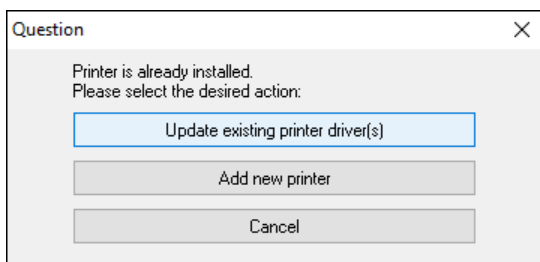 Question
Printer is already installed.
Please select the desired action:
Update existing printer driver(s)
Add new printer
Cancel